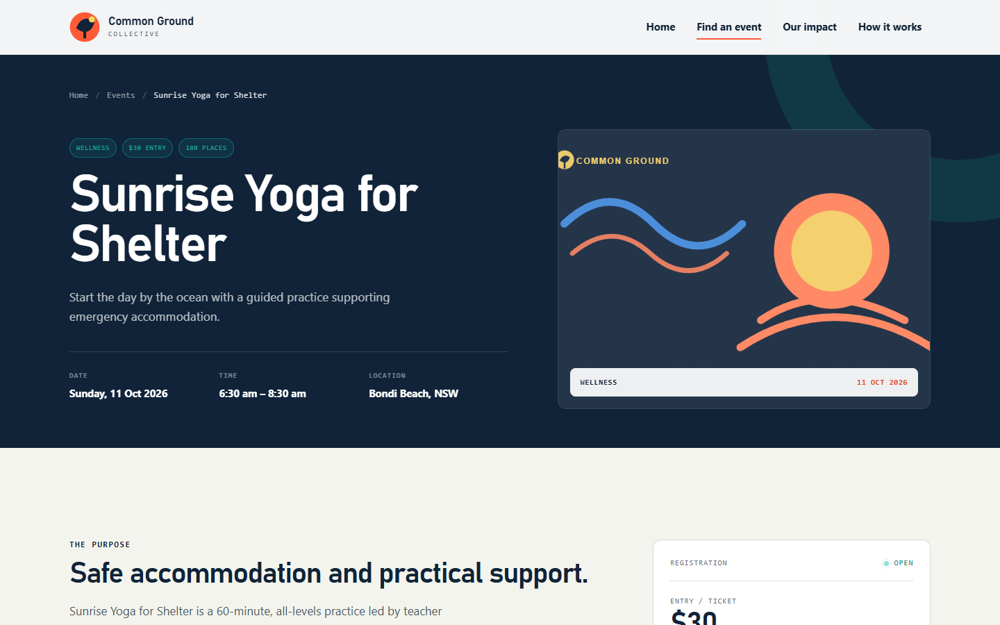 Common Ground
COLLECTIVE
Home
Find an event
Our impact
How it works
Home / Events / Sunrise Yoga for Shelter
WELLNESS
$30 ENTRY
180 PLACES
Sunrise Yoga for
Shelter
Start the day by the ocean with a guided practice supporting
emergency accommodation.
DATE
Sunday, 11 Oct 2026
TIME
6:30 am – 8:30 am
LOCATION
Bondi Beach, NSW
COMMON GROUND
WELLNESS
11 OCT 2026
THE PURPOSE
Safe accommodation and practical support.
Sunrise Yoga for Shelter is a 60-minute, all-levels practice led by teacher
REGISTRATION
OPEN
ENTRY / TICKET
$30